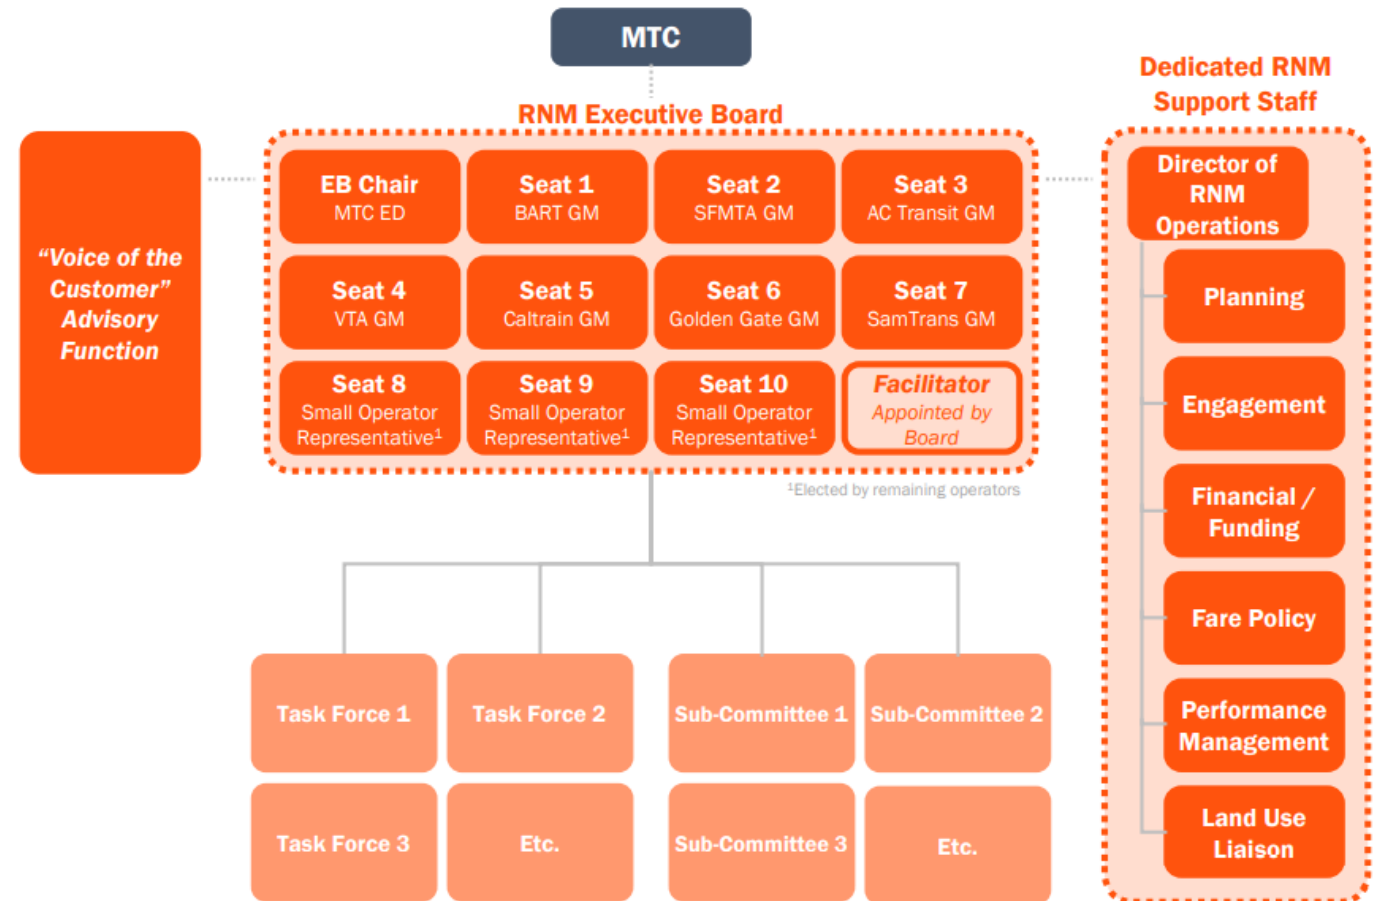 MTC
Dedicated RNM
Support Staff
RNM Executive Board
“Voice of the
Customer”
Advisory
Function
EB Chair
MTC ED
Seat 1
BART GM
Seat 2
SFMTA GM
Seat 3
AC Transit GM
Seat 4
VTA GM
Seat 5
Caltrain GM
Seat 6
Golden Gate GM
Seat 7
SamTrans GM
Seat 8
Small Operator
Representative¹
Seat 9
Small Operator
Representative¹
Seat 10
Small Operator
Representative¹
Facilitator
Appointed by
Board
¹Elected by remaining operators
Director of
RNM
Operations
Planning
Engagement
Financial /
Funding
Fare Policy
Performance
Management
Land Use
Liaison
Task Force 1
Task Force 2
Sub-Committee 1
Sub-Committee 2
Task Force 3
Etc.
Sub-Committee 3
Etc.